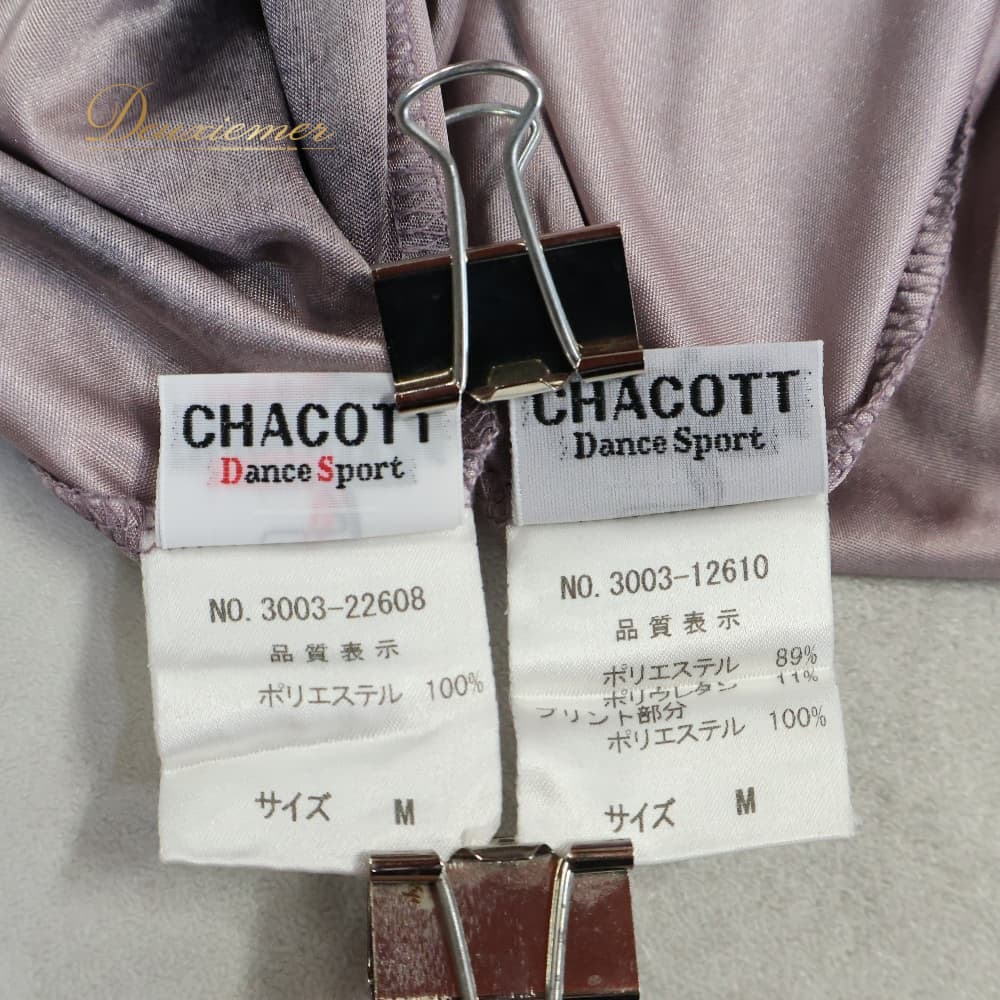 Deuxiemer
CHACOTT
Dance Sport
NO. 3003-22608
品質表示
ポリエステル 100%
サイズ M
CHACOTT
Dance Sport
NO. 3003-12610
品質表示
ポリエステル 89%
ポリウレタン 11%
プリント部分
ポリエステル 100%
サイズ M